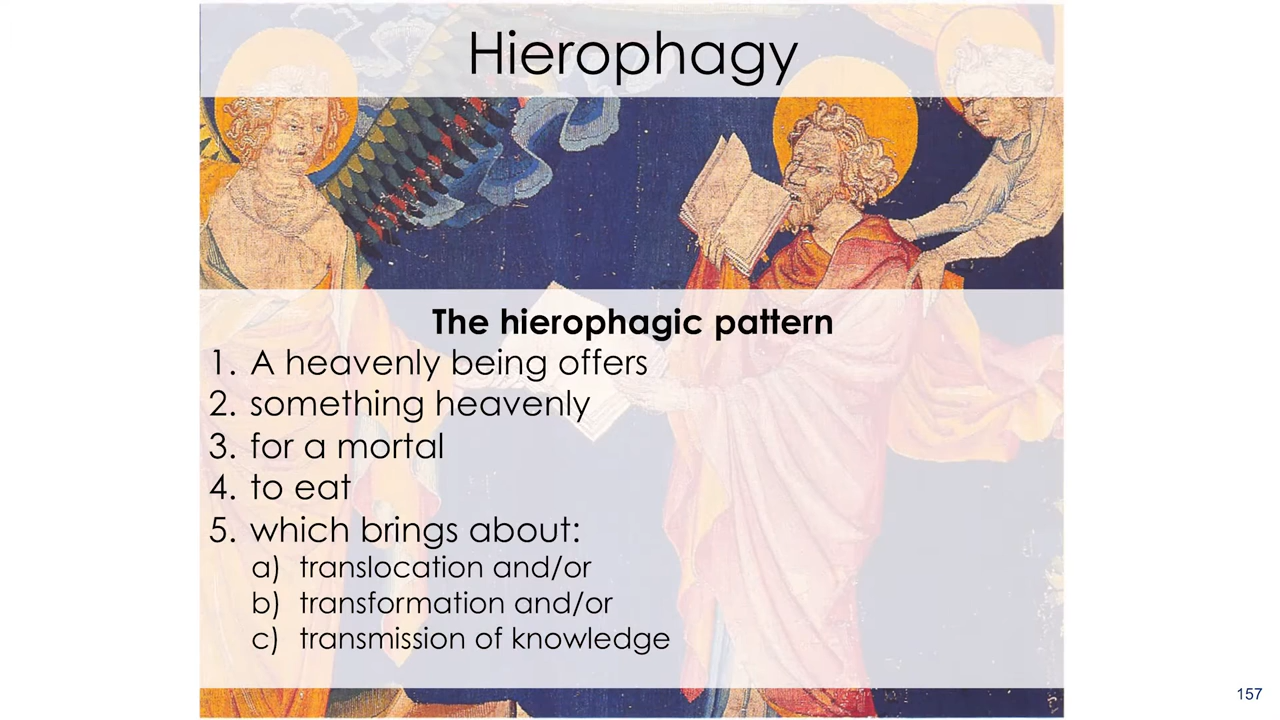 Hierophagy
The hierophagic pattern
1. A heavenly being offers
2. something heavenly
3. for a mortal
4. to eat
5. which brings about:
a) translocation and/or
b) transformation and/or
c) transmission of knowledge
157